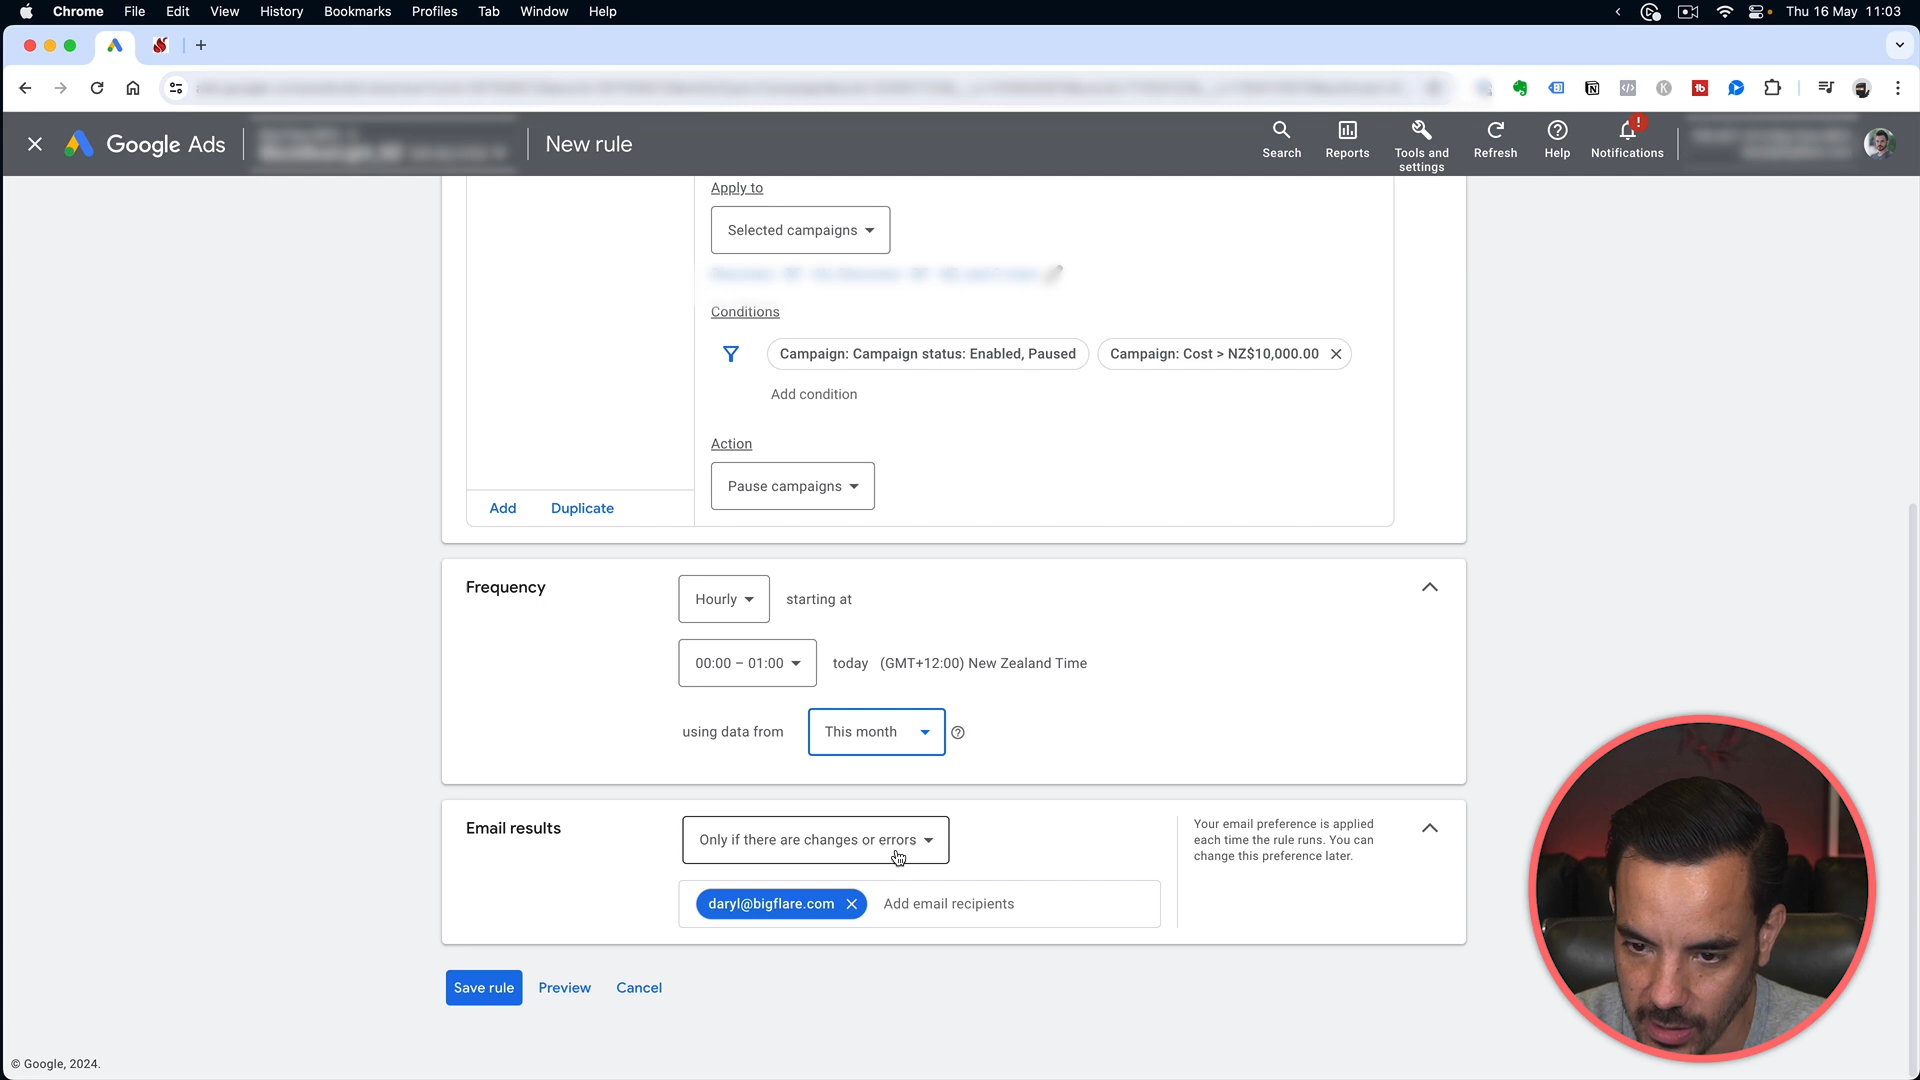 Chrome File Edit View History Bookmarks Profiles Tab Window Help Thu 16 May 11:03
Google Ads New rule Search Reports Tools and settings Refresh Help Notifications
Apply to
Selected campaigns
Conditions
Campaign: Campaign status: Enabled, Paused Campaign: Cost > NZ$10,000.00
Add condition
Action
Pause campaigns
Add Duplicate
Frequency Hourly starting at
00:00 – 01:00 today (GMT+12:00) New Zealand Time
using data from This month
Email results Only if there are changes or errors
Your email preference is applied
each time the rule runs. You can
change this preference later.
daryl@bigflare.com Add email recipients
Save rule Preview Cancel
© Google, 2024.